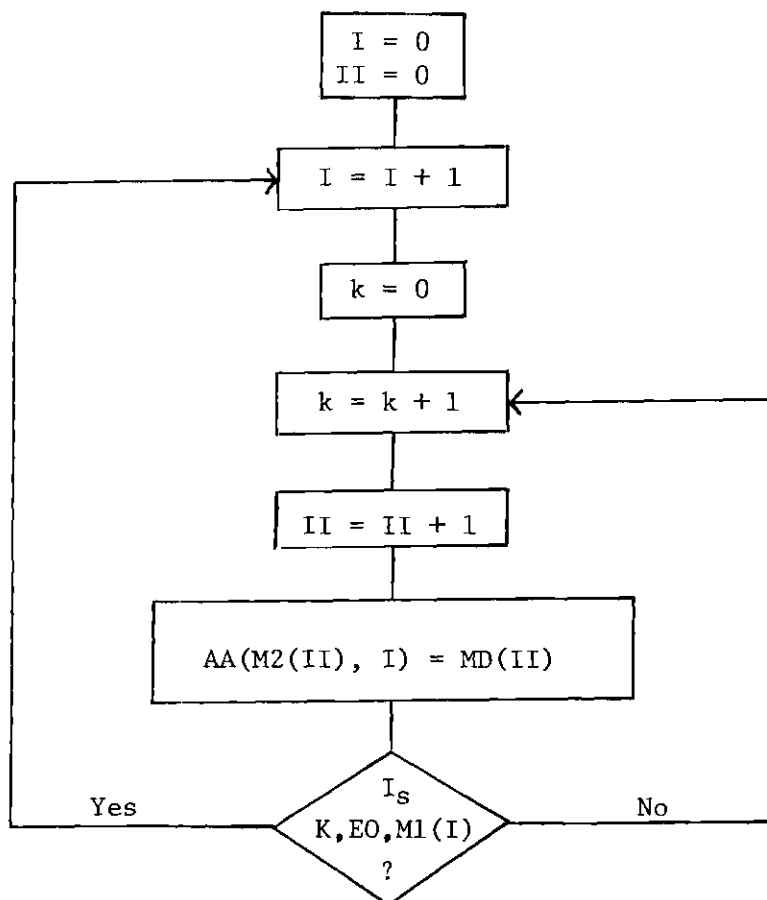 I = 0
II = 0
I = I + 1
k = 0
k = k + 1
II = II + 1
AA(M2(II), I) = MD(II)
Yes
Is
K,EO,M1(I)
?
No